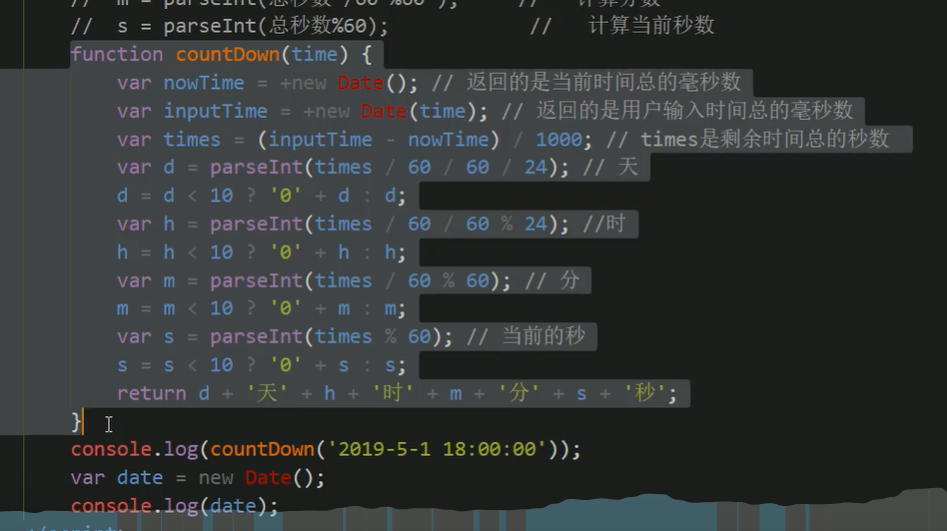 //  m = parseInt(总秒数 /60 %60 );     //   计算分数
//  s = parseInt(总秒数%60);            //   计算当前秒数
function countDown(time) {
    var nowTime = +new Date(); // 返回的是当前时间总的毫秒数
    var inputTime = +new Date(time); // 返回的是用户输入时间总的毫秒数
    var times = (inputTime - nowTime) / 1000; // times是剩余时间总的秒数
    var d = parseInt(times / 60 / 60 / 24); // 天
    d = d < 10 ? '0' + d : d;
    var h = parseInt(times / 60 / 60 % 24); //时
    h = h < 10 ? '0' + h : h;
    var m = parseInt(times / 60 % 60); // 分
    m = m < 10 ? '0' + m : m;
    var s = parseInt(times % 60); // 当前的秒
    s = s < 10 ? '0' + s : s;
    return d + '天' + h + '时' + m + '分' + s + '秒';
}
console.log(countDown('2019-5-1 18:00:00'));
var date = new Date();
console.log(date);